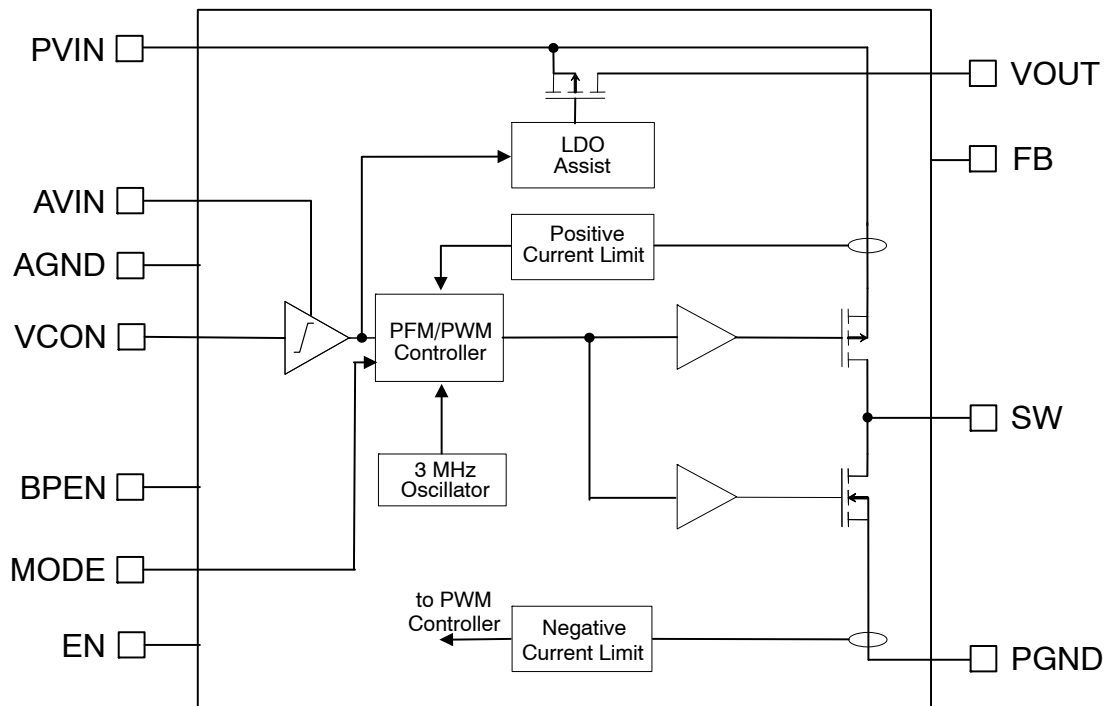 PVIN
VOUT
LDO
Assist
FB
AVIN
Positive
Current Limit
AGND
VCON
PFM/PWM
Controller
SW
3 MHz
Oscillator
BPEN
MODE
to PWM
Controller
Negative
Current Limit
EN
PGND